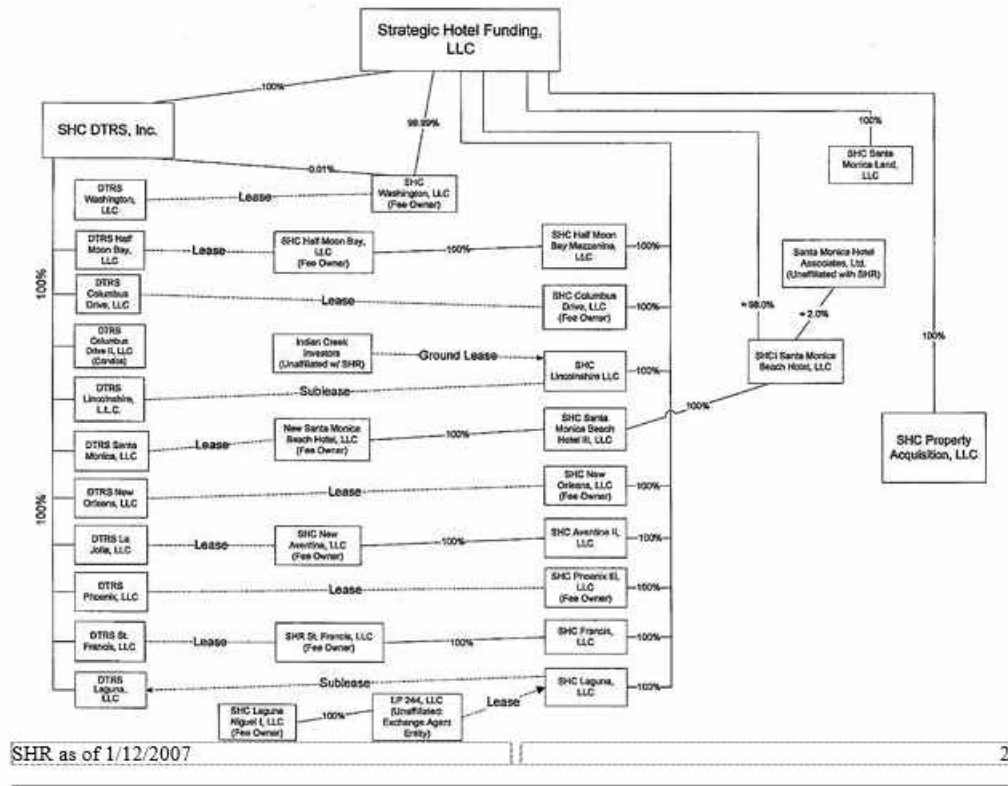 Strategic Hotel Funding,
LLC
100%
SHC DTRS, Inc.
99.99%
0.01%
100%
SHC Santa
Monica Land,
LLC
DTRS
Washington,
LLC
Lease
SHC
Washington, LLC
(Fee Owner)
DTRS Half
Moon Bay,
LLC
Lease
SHC Half Moon Bay,
LLC
(Fee Owner)
100%
SHC Half Moon
Bay Mezzanine,
LLC
100%
Santa Monica Hotel
Associates, Ltd.
(Unaffiliated with SHR)
100%
DTRS
Columbus
Drive, LLC
Lease
SHC Columbus
Drive, LLC
(Fee Owner)
100%
≈98.0%
≈ 2.0%
100%
DTRS
Columbus
Drive II, LLC
(Condos)
Indian Creek
Investors
(Unaffiliated w/ SHR)
Ground Lease
SHC
Lincolnshire LLC
100%
SHCI Santa Monica
Beach Hotel, LLC
DTRS
Lincolnshire,
L.L.C.
Sublease
100%
DTRS Santa
Monica, LLC
Lease
New Santa Monica
Beach Hotel, LLC
(Fee Owner)
100%
SHC Santa
Monica Beach
Hotel III, LLC
SHC Property
Acquisition, LLC
100%
DTRS New
Orleans, LLC
Lease
SHC New
Orleans, LLC
(Fee Owner)
100%
DTRS La
Jolla, LLC
Lease
SHC New
Aventine, LLC
(Fee Owner)
100%
SHC Aventine II,
LLC
100%
DTRS
Phoenix, LLC
Lease
SHC Phoenix III,
LLC
(Fee Owner)
100%
DTRS St.
Francis, LLC
Lease
SHR St. Francis, LLC
(Fee Owner)
100%
SHC Francis,
LLC
100%
DTRS
Laguna,
LLC
Sublease
SHC Laguna,
LLC
100%
SHC Laguna
Niguel I, LLC
(Fee Owner)
100%
244, LLC
(Unaffiliated
Exchange Agent
Entity)
Lease
SHR as of 1/12/2007
2